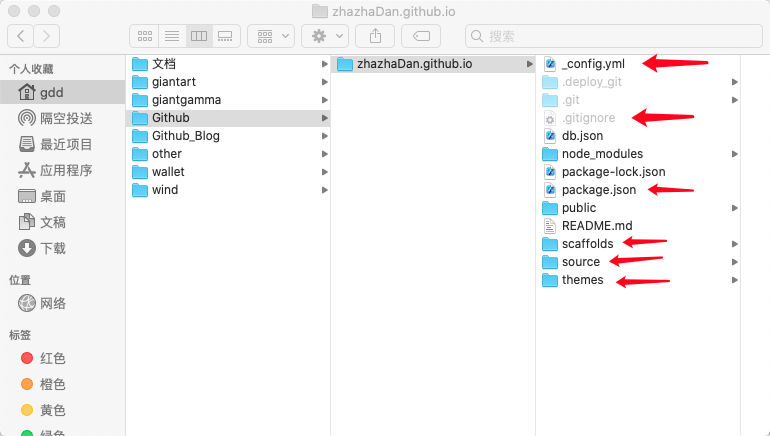 zhazhaDan.github.io
搜索
个人收藏
gdd
隔空投送
最近项目
应用程序
桌面
文稿
下载
位置
网络
标签
红色
橙色
黄色
绿色
文档
giantart
giantgamma
Github
Github_Blog
other
wallet
wind
zhazhaDan.github.io
_config.yml
.deploy_git
.git
.gitignore
db.json
node_modules
package-lock.json
package.json
public
README.md
scaffolds
source
themes